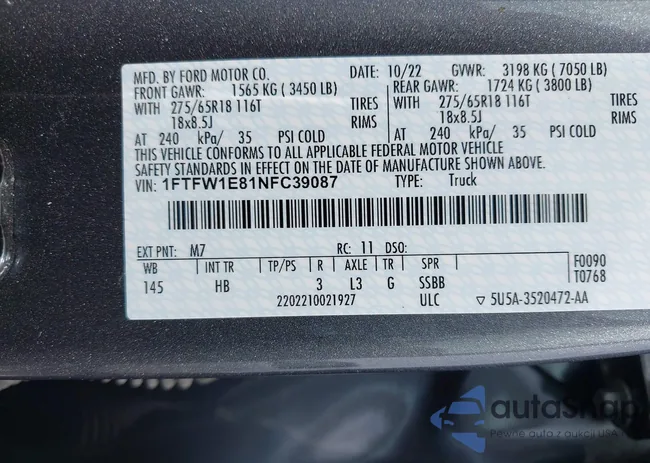 MFD. BY FORD MOTOR CO. DATE: 10/22 GVWR: 3198 KG ( 7050 LB)
FRONT GAWR: 1565 KG ( 3450 LB) REAR GAWR: 1724 KG ( 3800 LB)
WITH 275/65R18 116T TIRES WITH 275/65R18 116T TIRES
18x8.5J RIMS 18x8.5J RIMS
AT 240 kPa/ 35 PSI COLD AT 240 kPa/ 35 PSI COLD
THIS VEHICLE CONFORMS TO ALL APPLICABLE FEDERAL MOTOR VEHICLE
SAFETY STANDARDS IN EFFECT ON THE DATE OF MANUFACTURE SHOWN ABOVE.
VIN: 1FTFW1E81NFC39087 TYPE: Truck
EXT PNT: M7 RC: 11 DSO:
WB INT TR TP/PS R AXLE TR SPR F0090
145 HB 3 L3 G SSBB T0768
2202210021927 ULC ▽ 5U5A-3520472-AA
autaSnap
Pewne auto z aukcji USA